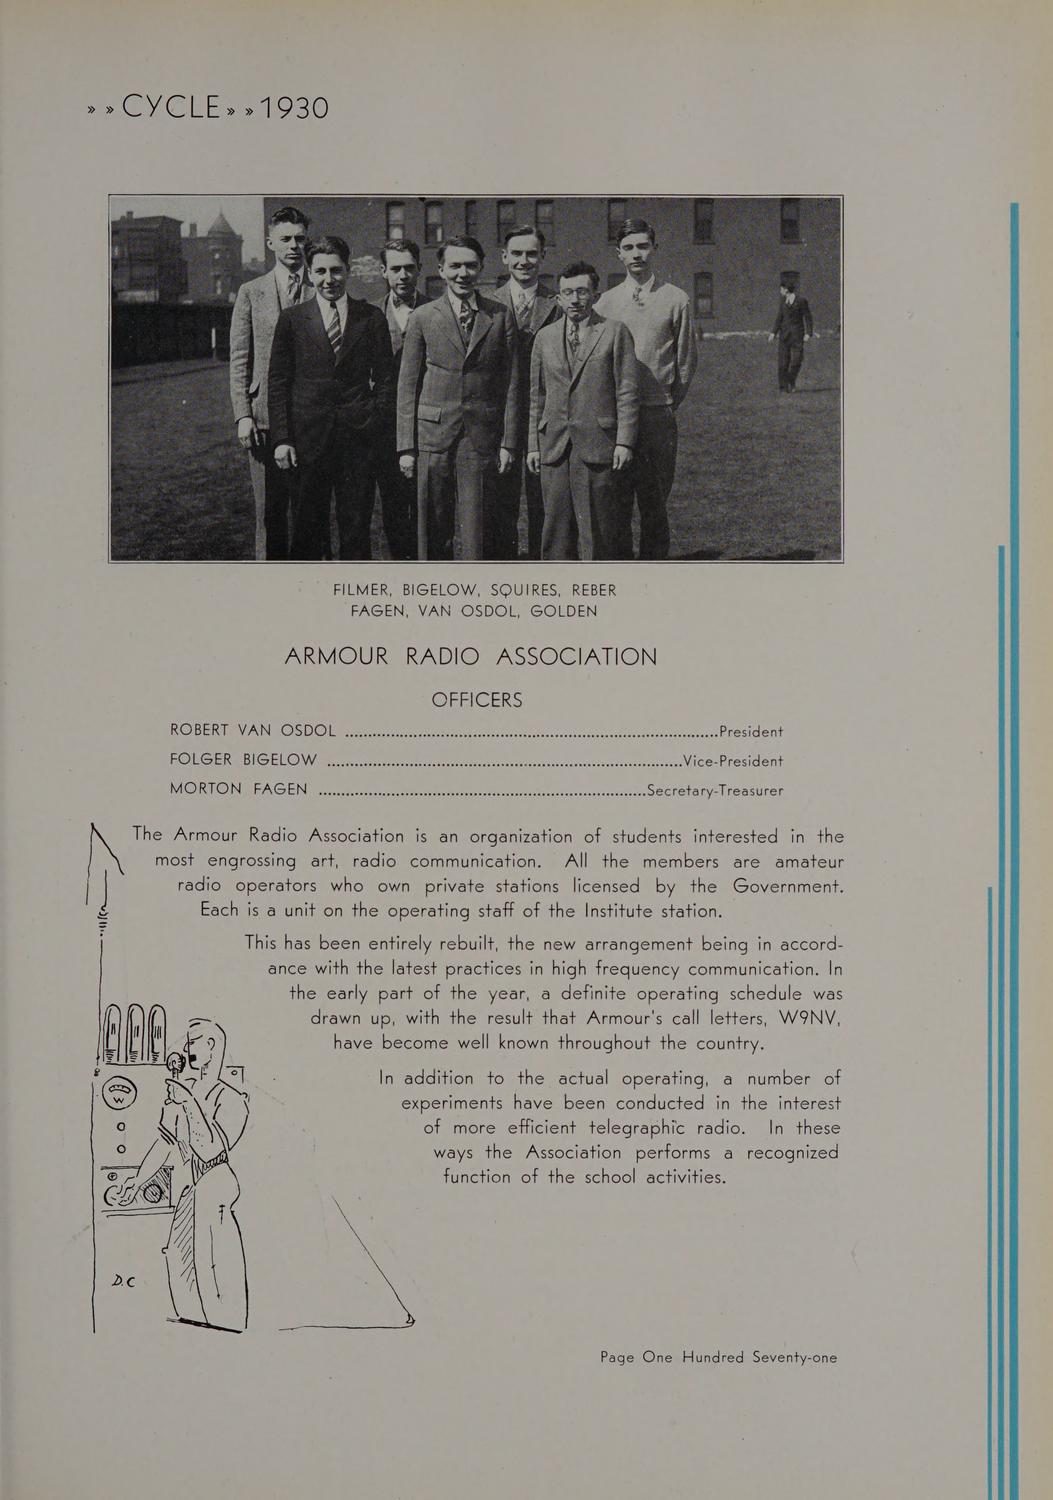 » » CYCLE » » 1930
FILMER, BIGELOW, SQUIRES, REBER
FAGEN, VAN OSDOL, GOLDEN
ARMOUR RADIO ASSOCIATION
OFFICERS
ROBERT VAN OSDOL ........................................ President
FOLGER BIGELOW ........................................ Vice-President
MORTON FAGEN ........................................ Secretary-Treasurer
The Armour Radio Association is an organization of students interested in the
most engrossing art, radio communication. All the members are amateur
radio operators who own private stations licensed by the Government.
Each is a unit on the operating staff of the Institute station.
This has been entirely rebuilt, the new arrangement being in accord-
ance with the latest practices in high frequency communication. In
the early part of the year, a definite operating schedule was
drawn up, with the result that Armour's call letters, W9NV,
have become well known throughout the country.
In addition to the actual operating, a number of
experiments have been conducted in the interest
of more efficient telegraphic radio. In these
ways the Association performs a recognized
function of the school activities.
W
D.C
Page One Hundred Seventy-one